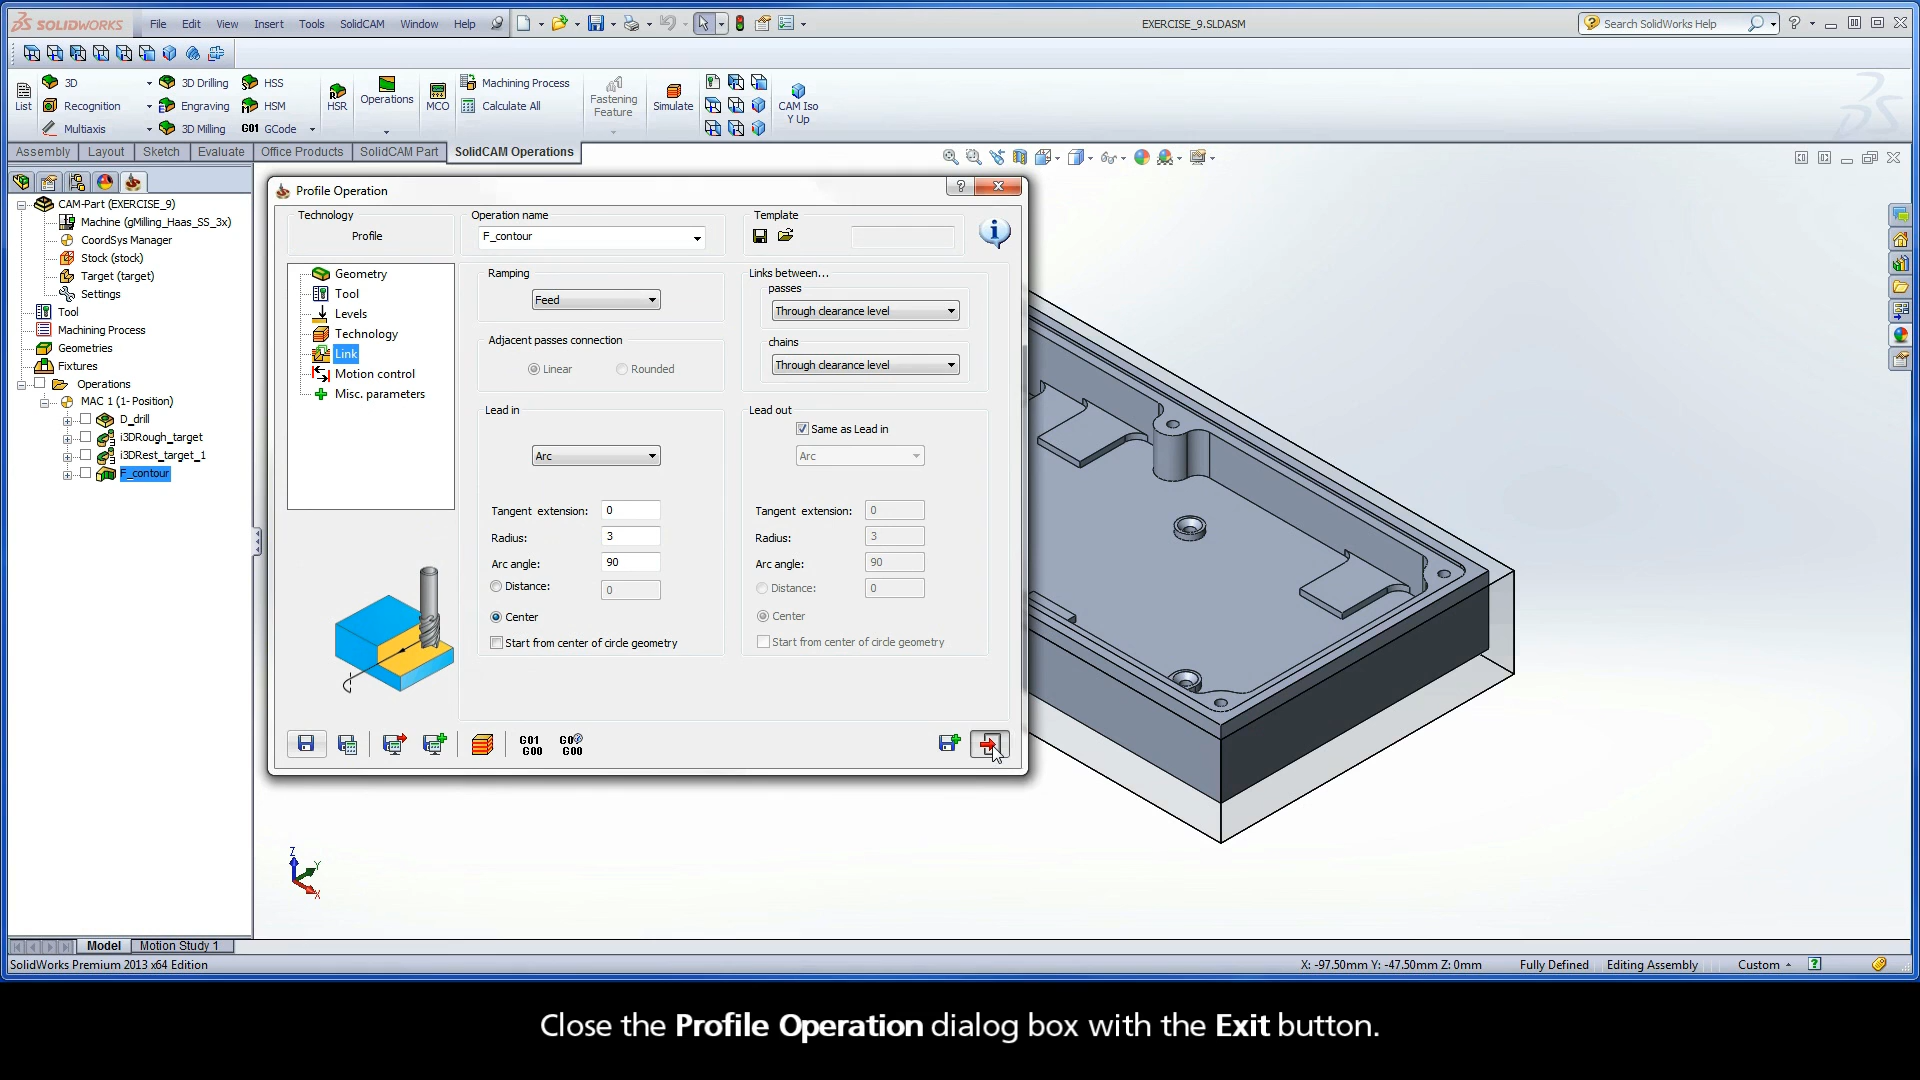 SOLIDWORKS File Edit View Insert Tools SolidCAM Window Help EXERCISE_9.SLDASM Search SolidWorks Help
List 3D 3D Drilling HSS HSR Operations MCO Machining Process Fastening Feature Simulate CAM Iso Y Up
Recognition Engraving HSM Calculate All
Multiaxis 3D Milling G01 GCode
Assembly Layout Sketch Evaluate Office Products SolidCAM Part SolidCAM Operations
CAM-Part (EXERCISE_9)
Machine (gMilling_Haas_SS_3x)
CoordSys Manager
Stock (stock)
Target (target)
Settings
Tool
Machining Process
Geometries
Fixtures
Operations
MAC 1 (1- Position)
D_drill
i3DRough_target
i3DRest_target_1
F_contour
Profile Operation
Technology Operation name Template
Profile F_contour
Geometry
Tool
Levels
Technology
Link
Motion control
Misc. parameters
Ramping
Feed
Adjacent passes connection
Linear Rounded
Links between...
passes
Through clearance level
chains
Through clearance level
Lead in
Arc
Tangent extension: 0
Radius: 3
Arc angle: 90
Distance: 0
Center
Start from center of circle geometry
Lead out
Same as Lead in
Arc
Tangent extension: 0
Radius: 3
Arc angle: 90
Distance: 0
Center
Start from center of circle geometry
G01 G00
G00
Z
Y
X
Model Motion Study 1
SolidWorks Premium 2013 x64 Edition X: -97.50mm Y: -47.50mm Z: 0mm Fully Defined Editing Assembly Custom
Close the Profile Operation dialog box with the Exit button.